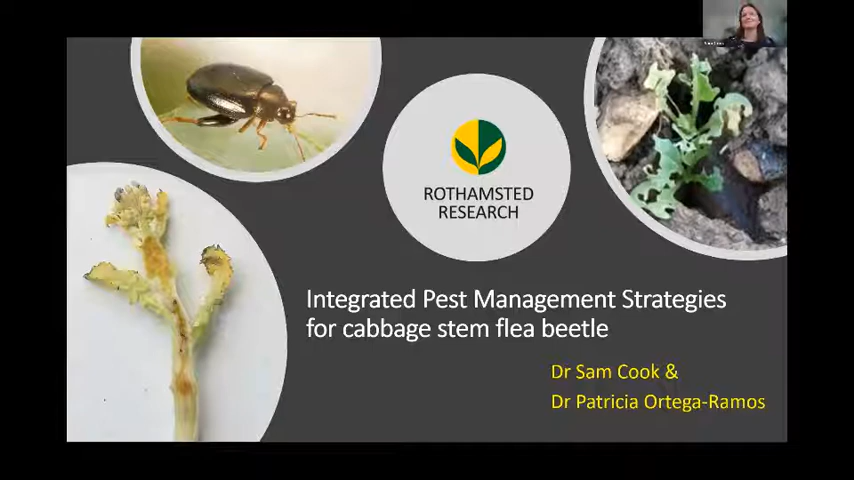 ROTHAMSTED
RESEARCH
Integrated Pest Management Strategies
for cabbage stem flea beetle
Dr Sam Cook &
Dr Patricia Ortega-Ramos